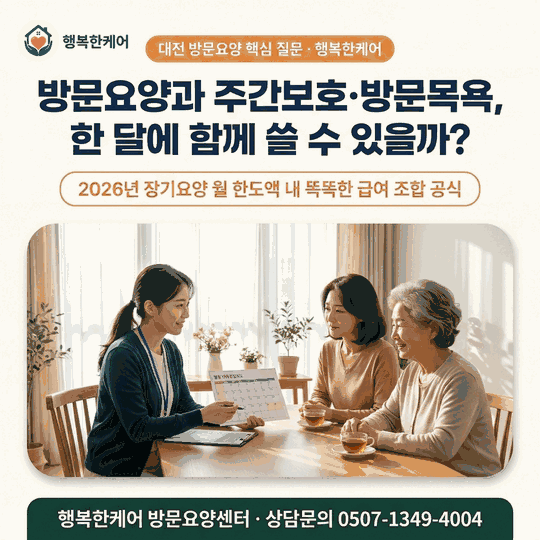 행복한케어
대전 방문요양 핵심 질문 · 행복한케어
방문요양과 주간보호·방문목욕,
한 달에 함께 쓸 수 있을까?
2026년 장기요양 월 한도액 내 똑똑한 급여 조합 공식
행복한케어 방문요양센터 · 상담문의 0507-1349-4004